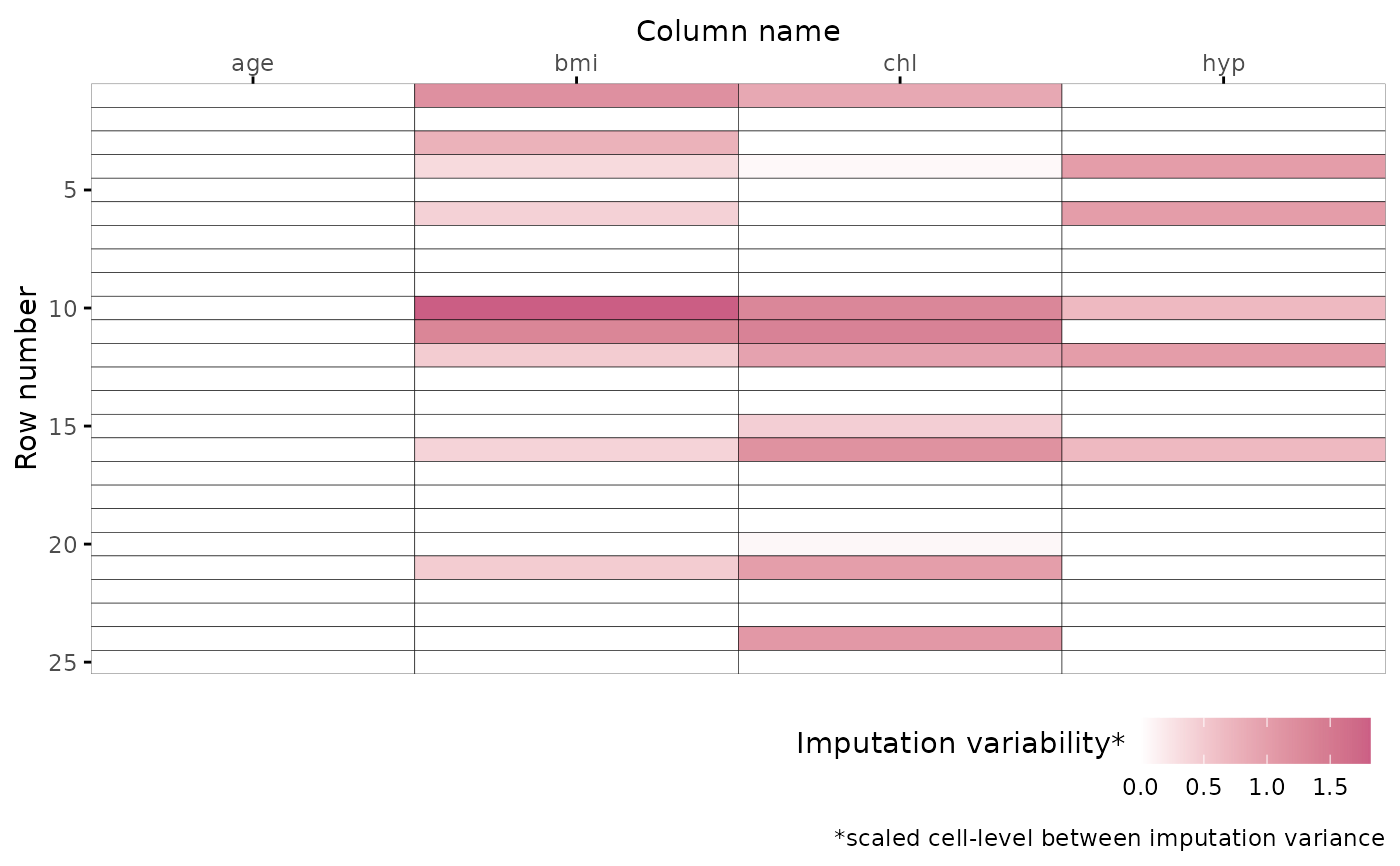 Column name
age bmi chl hyp
Row number
5
10
15
20
25
Imputation variability*
0.0 0.5 1.0 1.5
*scaled cell-level between imputation variance